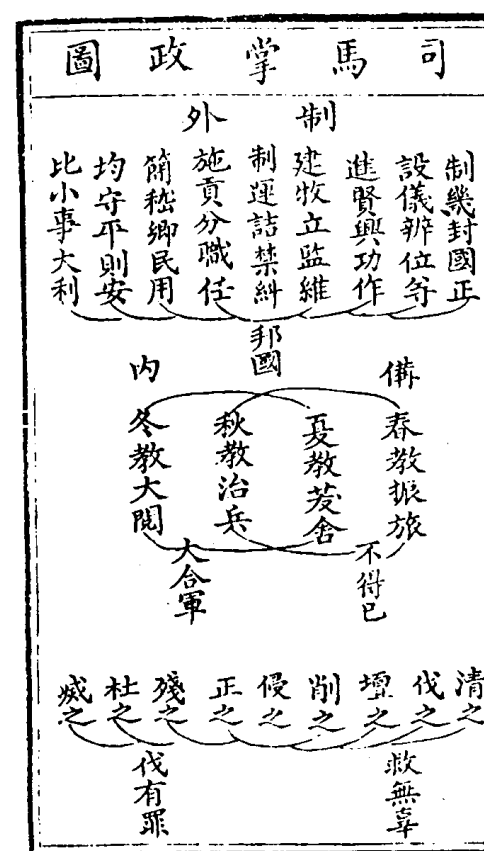 司馬掌政圖
制外
制畿封國正
設儀辨位等
進賢興功作
建牧立監維
制運詰禁糾
施貢分職任
簡稽鄉民用
均守平則安
比小事大利
邦國
備内
春教振旅
夏教茇舍
秋教治兵
冬教大閱
不得已
大合軍
清之
伐之
壇之
削之
侵之
正之
殘之
杜之
滅之
救無辜
伐有罪